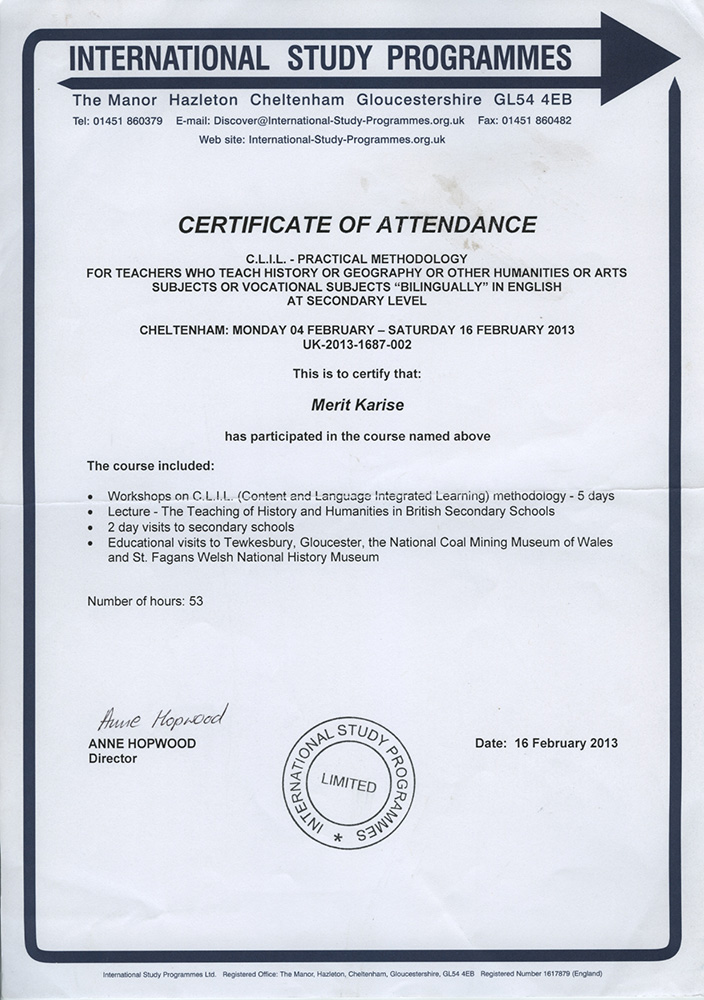 INTERNATIONAL STUDY PROGRAMMES
The Manor Hazleton Cheltenham Gloucestershire GL54 4EB
Tel: 01451 860379 E-mail: Discover@International-Study-Programmes.org.uk Fax: 01451 860482
Web site: International-Study-Programmes.org.uk
CERTIFICATE OF ATTENDANCE
C.L.I.L. - PRACTICAL METHODOLOGY
FOR TEACHERS WHO TEACH HISTORY OR GEOGRAPHY OR OTHER HUMANITIES OR ARTS
SUBJECTS OR VOCATIONAL SUBJECTS “BILINGUALLY” IN ENGLISH
AT SECONDARY LEVEL
CHELTENHAM: MONDAY 04 FEBRUARY – SATURDAY 16 FEBRUARY 2013
UK-2013-1687-002
This is to certify that:
Merit Karise
has participated in the course named above
The course included:
• Workshops on C.L.I.L. (Content and Language Integrated Learning) methodology - 5 days
• Lecture - The Teaching of History and Humanities in British Secondary Schools
• 2 day visits to secondary schools
• Educational visits to Tewkesbury, Gloucester, the National Coal Mining Museum of Wales
and St. Fagans Welsh National History Museum
Number of hours: 53
Anne Hopwood
ANNE HOPWOOD
Director
INTERNATIONAL STUDY PROGRAMMES *
LIMITED
Date: 16 February 2013
International Study Programmes Ltd. Registered Office: The Manor, Hazleton, Cheltenham, Gloucestershire, GL54 4EB Registered Number 1617879 (England)